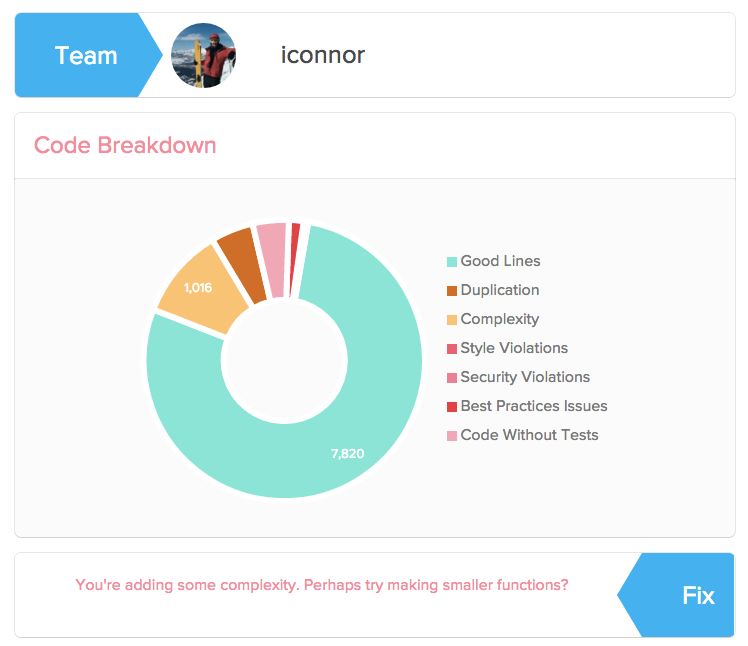 Team
iconnor
Code Breakdown
1,016
7,820
Good Lines
Duplication
Complexity
Style Violations
Security Violations
Best Practices Issues
Code Without Tests
You're adding some complexity. Perhaps try making smaller functions?
Fix